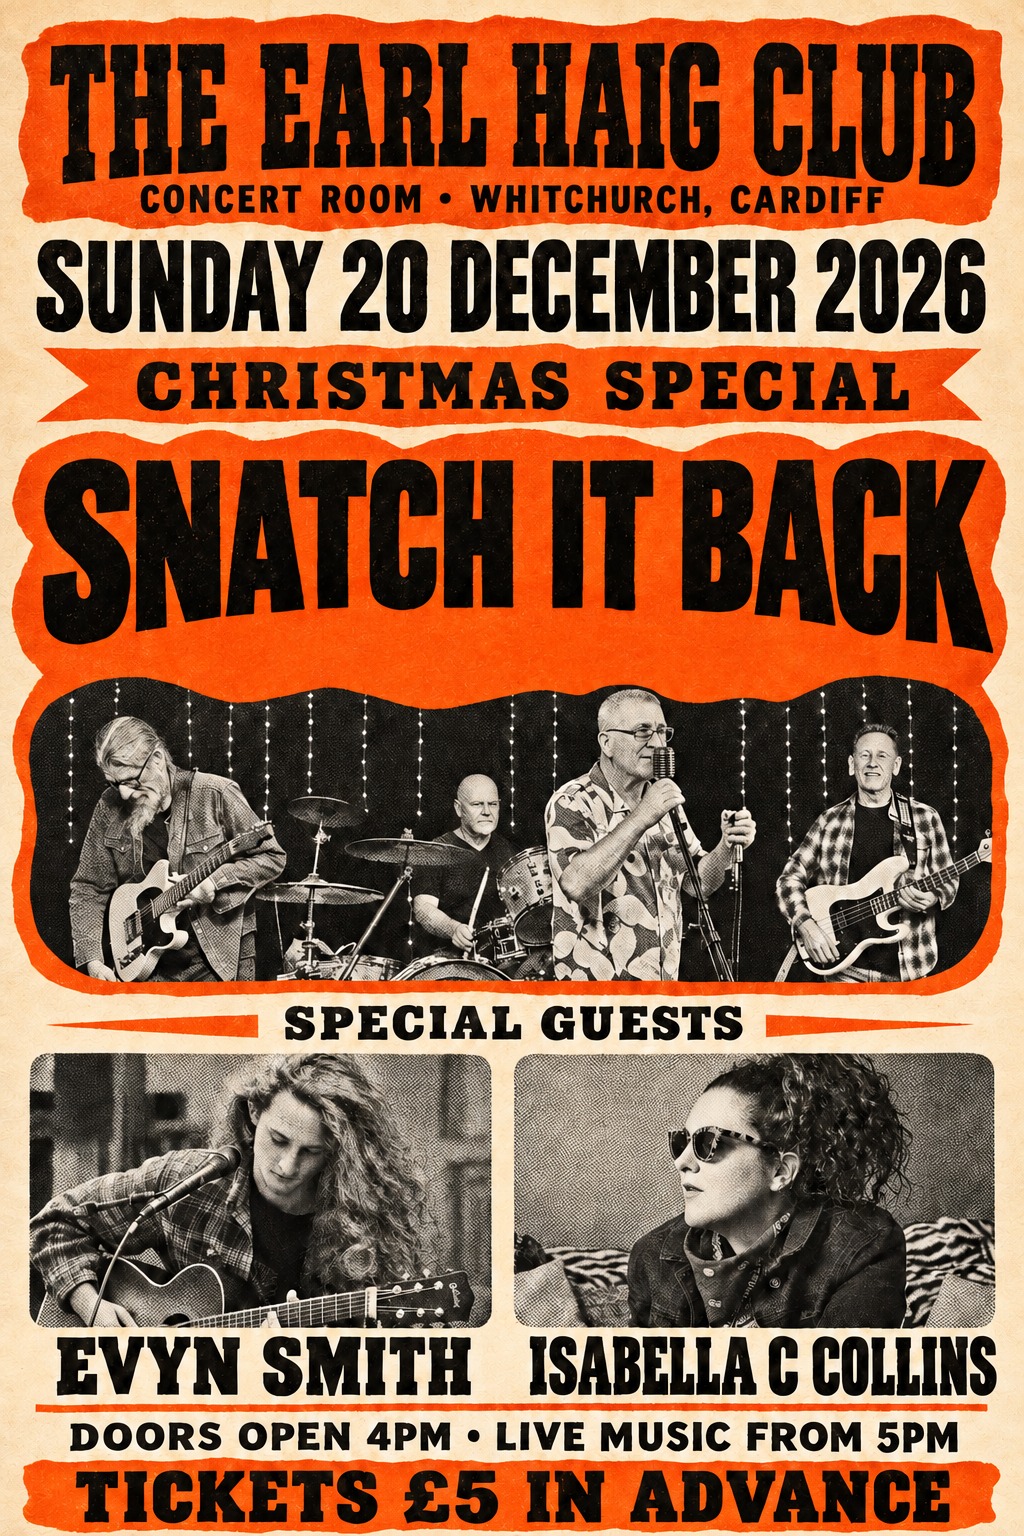 THE EARL HAIG CLUB
CONCERT ROOM • WHITCHURCH, CARDIFF
SUNDAY 20 DECEMBER 2026
CHRISTMAS SPECIAL
SNATCH IT BACK
SPECIAL GUESTS
EVYN SMITH
ISABELLA C COLLINS
DOORS OPEN 4PM • LIVE MUSIC FROM 5PM
TICKETS £5 IN ADVANCE